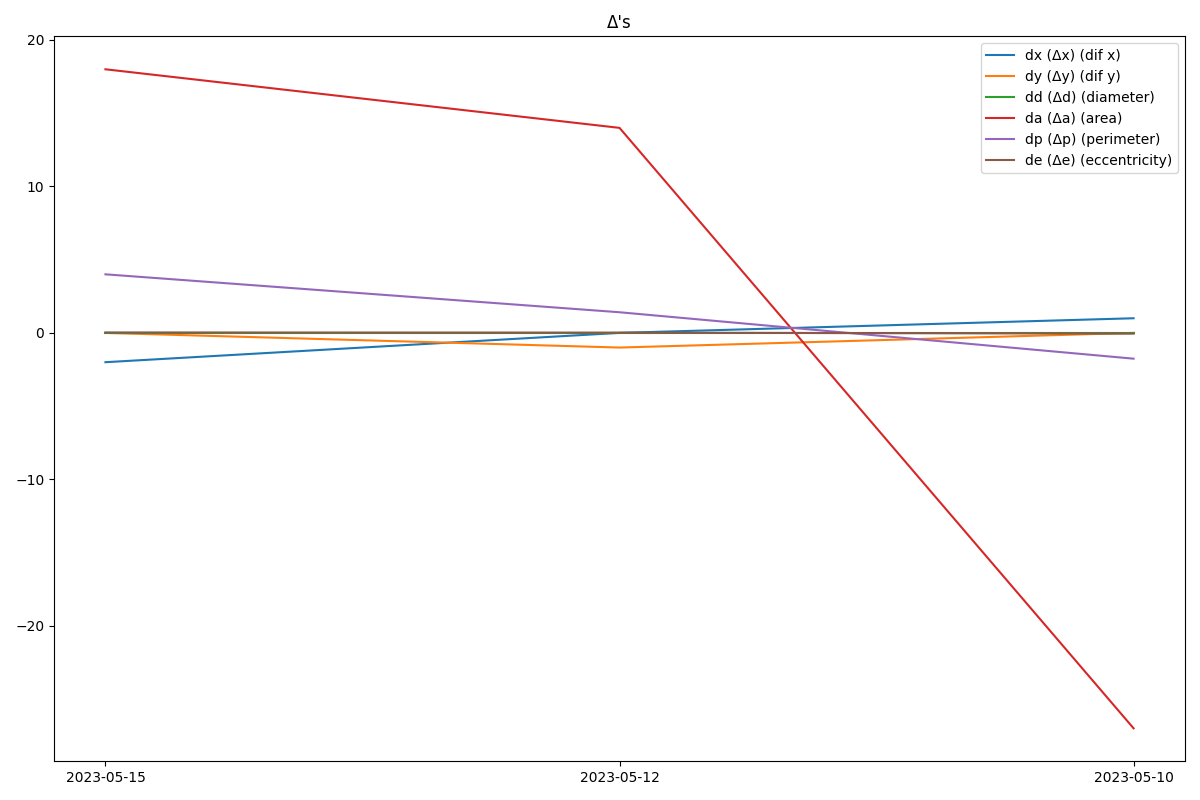 Δ's
20
10
0
−10
−20
2023-05-15
2023-05-12
2023-05-10
dx (Δx) (dif x)
dy (Δy) (dif y)
dd (Δd) (diameter)
da (Δa) (area)
dp (Δp) (perimeter)
de (Δe) (eccentricity)